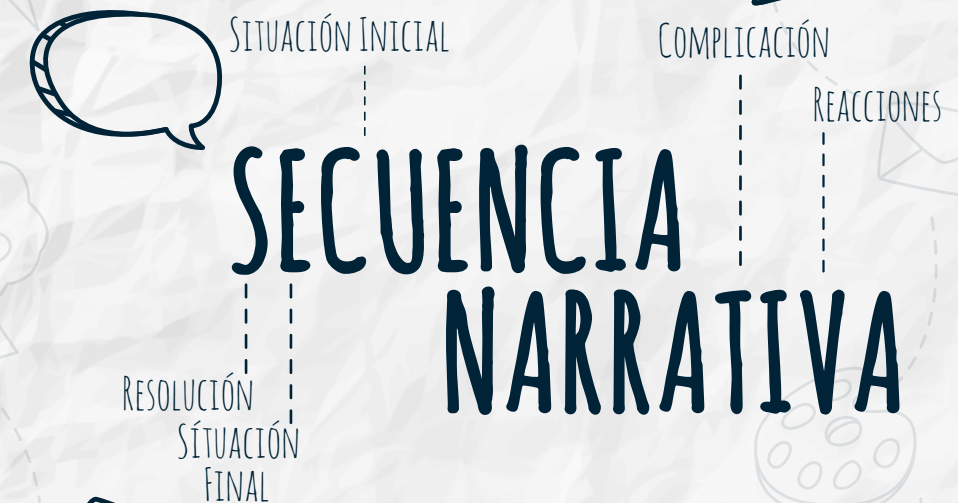 Situación Inicial
Complicación
Reacciones
SECUENCIA
NARRATIVA
Resolución
Sítuación
Final